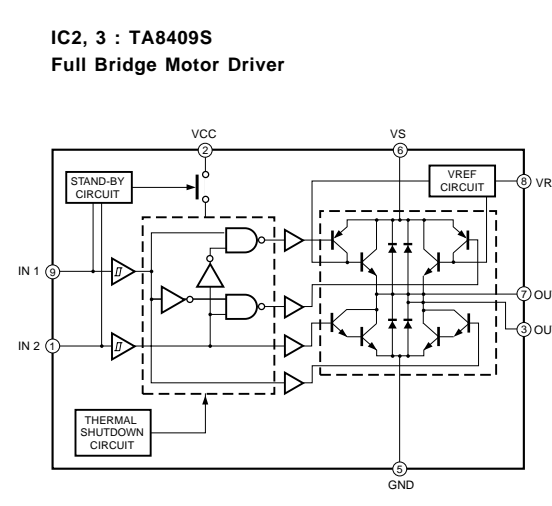 IC2, 3 : TA8409S
Full Bridge Motor Driver
VCC
2
VS
6
STAND-BY
CIRCUIT
VREF
CIRCUIT
8 VR
IN 1 9
7 OU
IN 2 1
3 OU
THERMAL
SHUTDOWN
CIRCUIT
5
GND